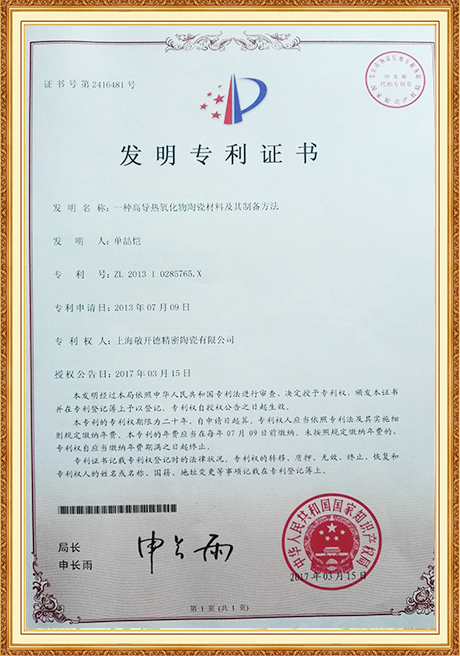 证书号第2416481号
发明专利证书
发明名称：一种高导热氧化物陶瓷材料及其制备方法
发明人：单喆恺
专利号：ZL 2013 1 0285765.X
专利申请日：2013年07月09日
专利权人：上海敬开德精密陶瓷有限公司
授权公告日：2017年03月15日
本发明经过本局依照中华人民共和国专利法进行审查，决定授予专利权，颁发本证书
并在专利登记簿上予以登记。专利权自授权公告之日起生效。
本专利的专利权期限为二十年，自申请日起算。专利权人应当依照专利法及其实施细
则规定缴纳年费。本专利的年费应当在每年07月09日前缴纳。未按照规定缴纳年费的，
专利权自应当缴纳年费期满之日起终止。
专利证书记载专利权登记时的法律状况。专利权的转移、质押、无效、终止、恢复和
专利权人的姓名或名称、国籍、地址变更等事项记载在专利登记簿上。
局长
申长雨
申长雨
中华人民共和国国家知识产权局
2017年03月15日
第1页（共1页）